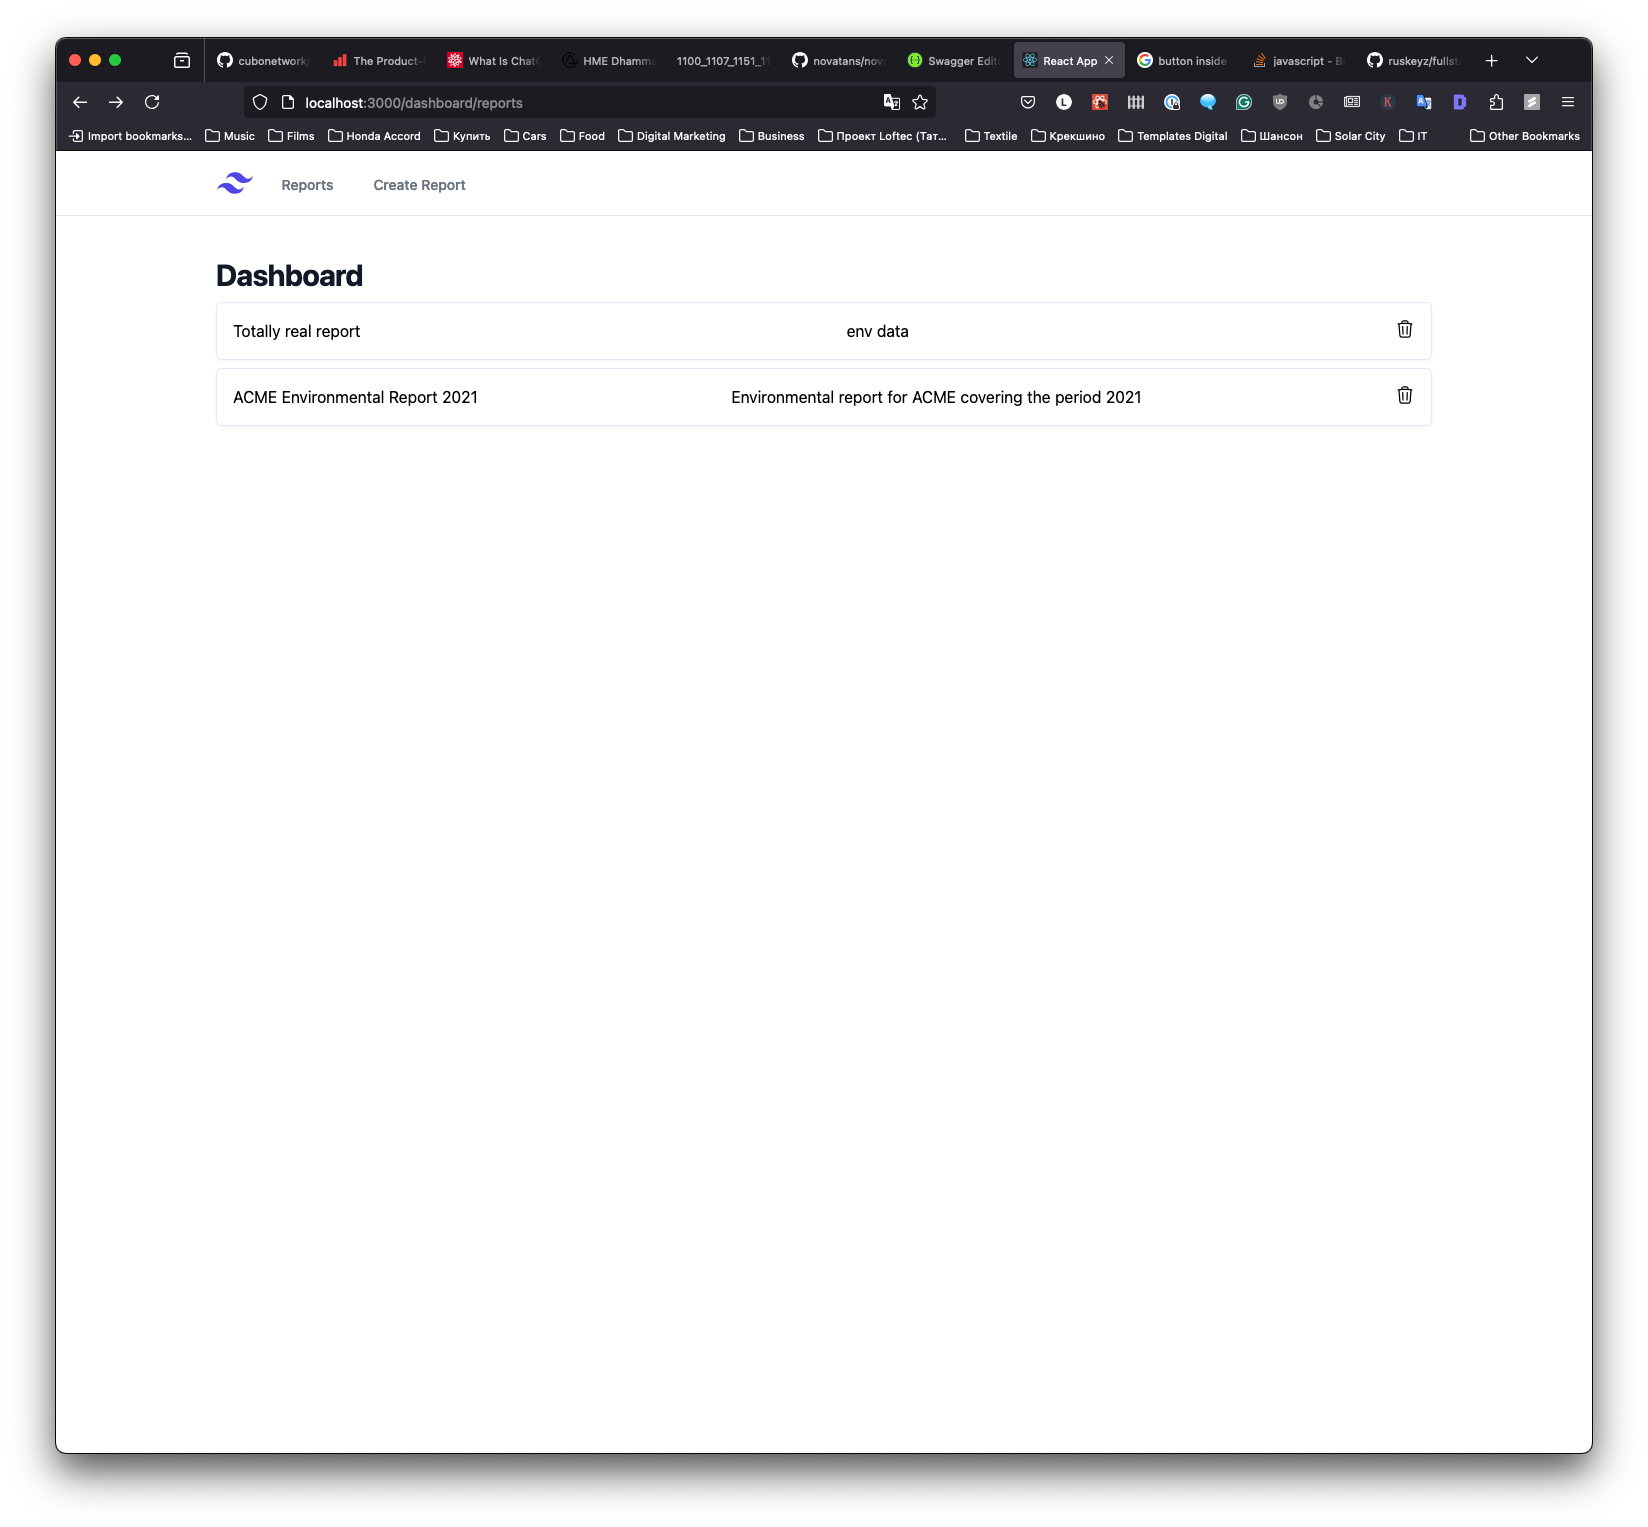 cubonetwork/ The Product- What Is Chat HME Dhamma 1100_1107_1151_11 novatans/nov Swagger Edit React App button inside javascript - B ruskeyz/fullst
localhost:3000/dashboard/reports
Import bookmarks... Music Films Honda Accord Купить Cars Food Digital Marketing Business Проект Loftec (Тат... Textile Крекшино Templates Digital Шансон Solar City IT Other Bookmarks
Reports Create Report
Dashboard
Totally real report env data
ACME Environmental Report 2021 Environmental report for ACME covering the period 2021